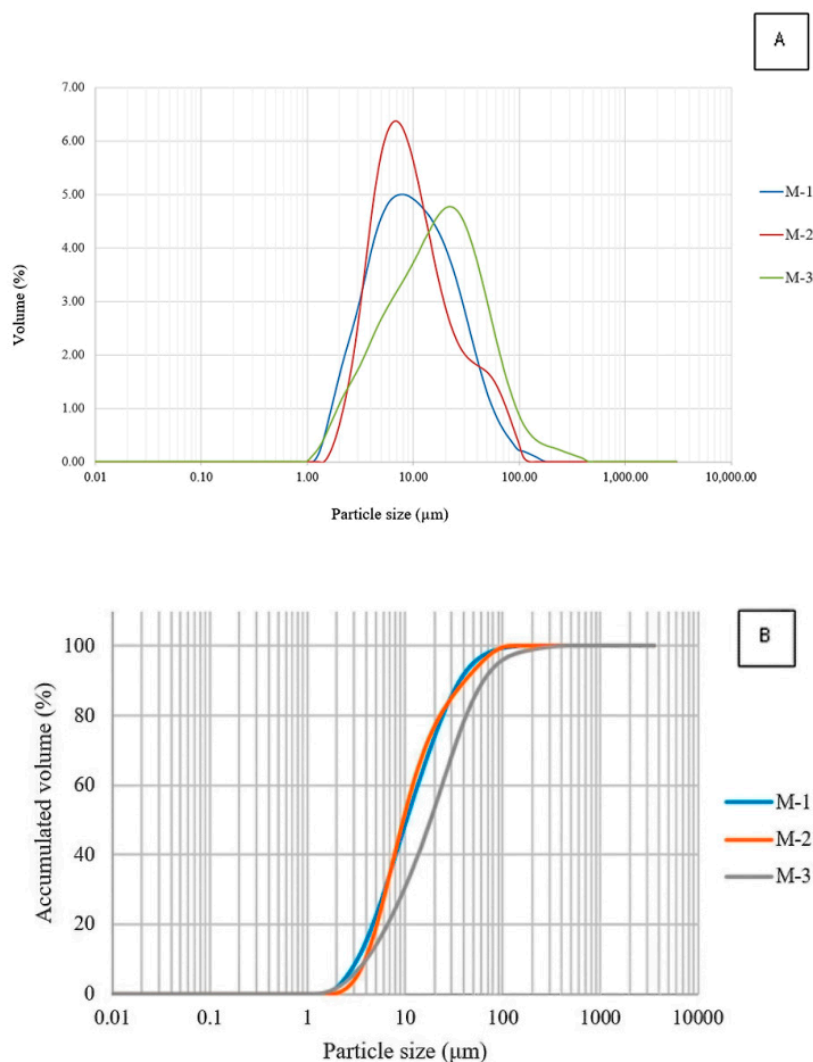 A
7.00
6.00
5.00
4.00
3.00
2.00
1.00
0.00
Volume (%)
0.01 0.10 1.00 10.00 100.00 1,000.00 10,000.00
Particle size (µm)
M-1
M-2
M-3
B
100
80
60
40
20
0
Accumulated volume (%)
0.01 0.1 1 10 100 1000 10000
Particle size (µm)
M-1
M-2
M-3